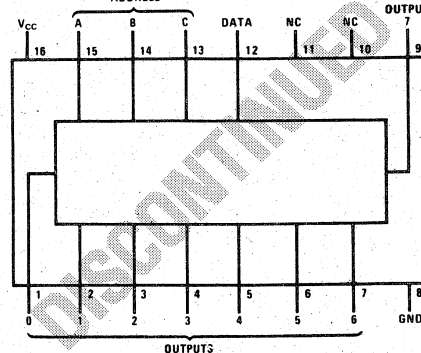 ADDRESS
OUTPUT
VCC A B C DATA NC NC 7
16 15 14 13 12 11 10 9
DISCONTINUED
1 2 3 4 5 6 7 8
0 1 2 3 4 5 6 GND
OUTPUTS